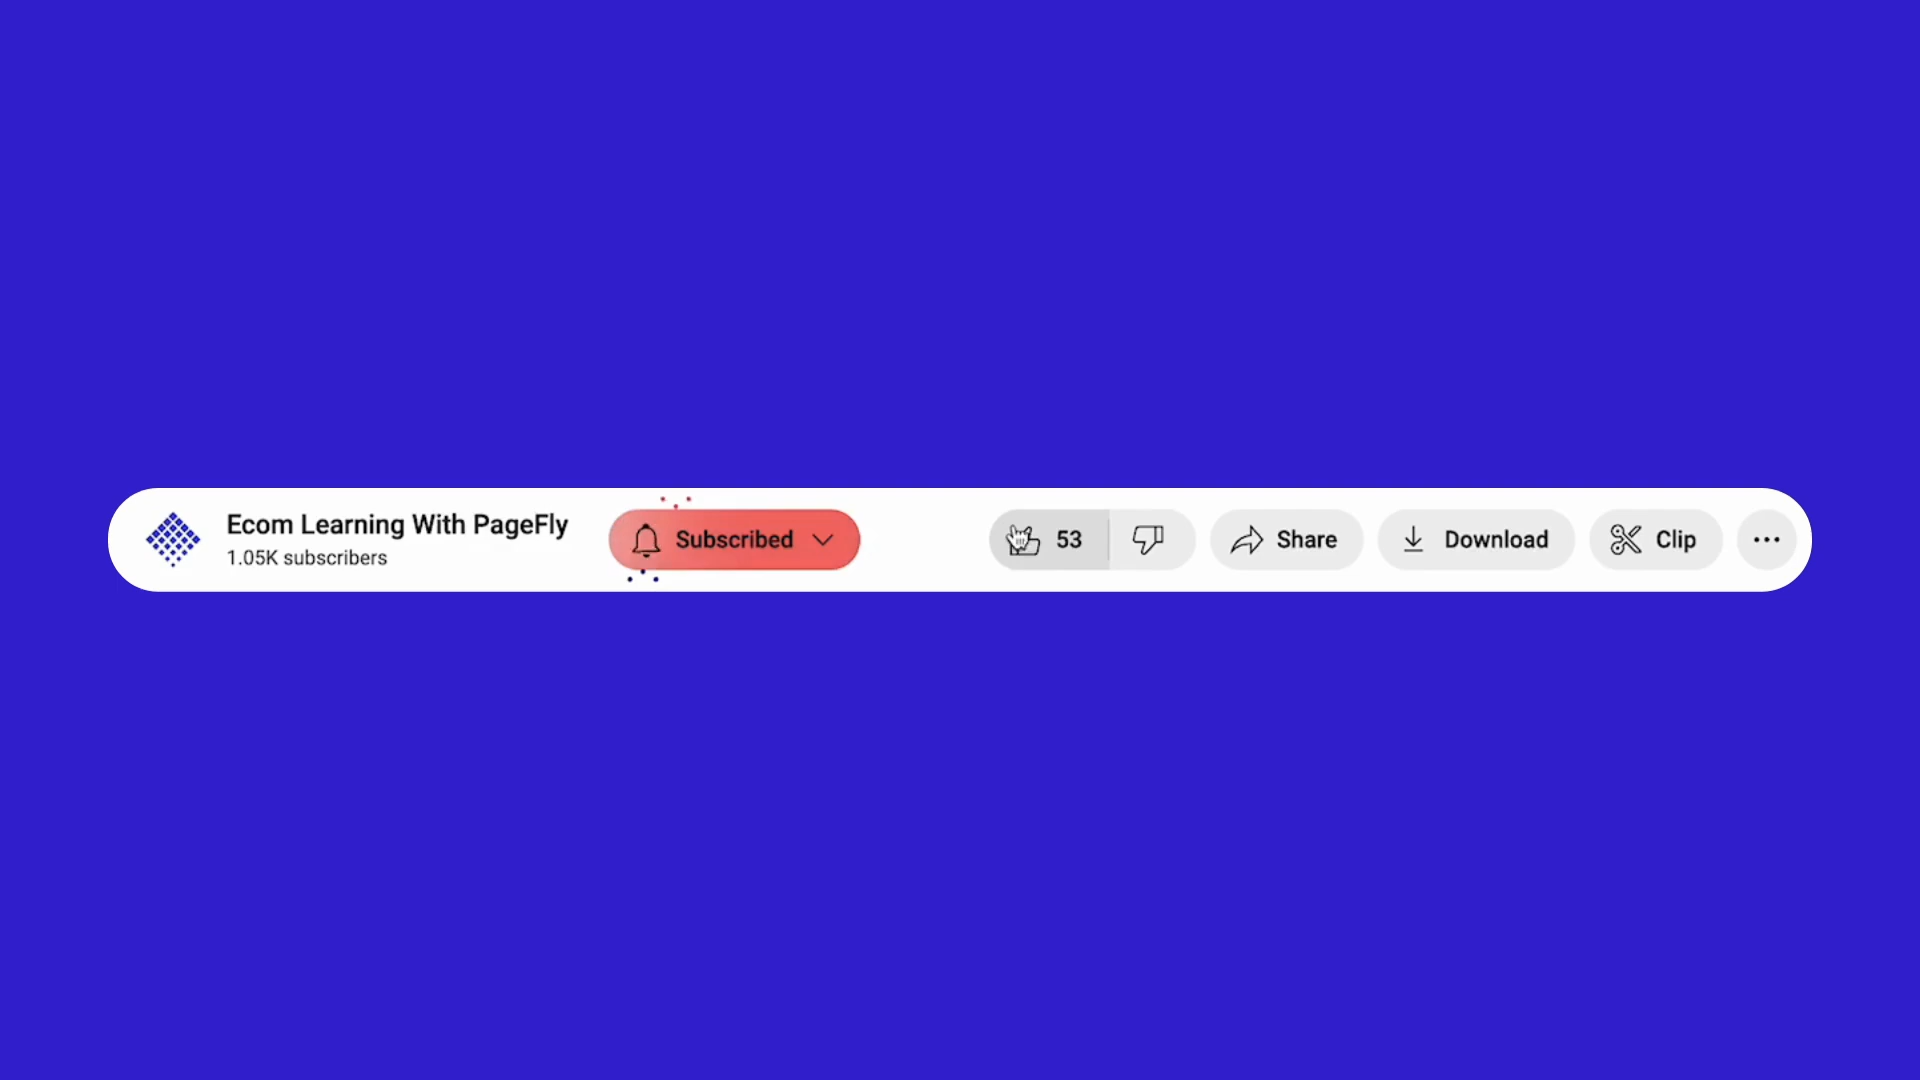 Ecom Learning With PageFly
1.05K subscribers
Subscribed
53
Share
Download
Clip